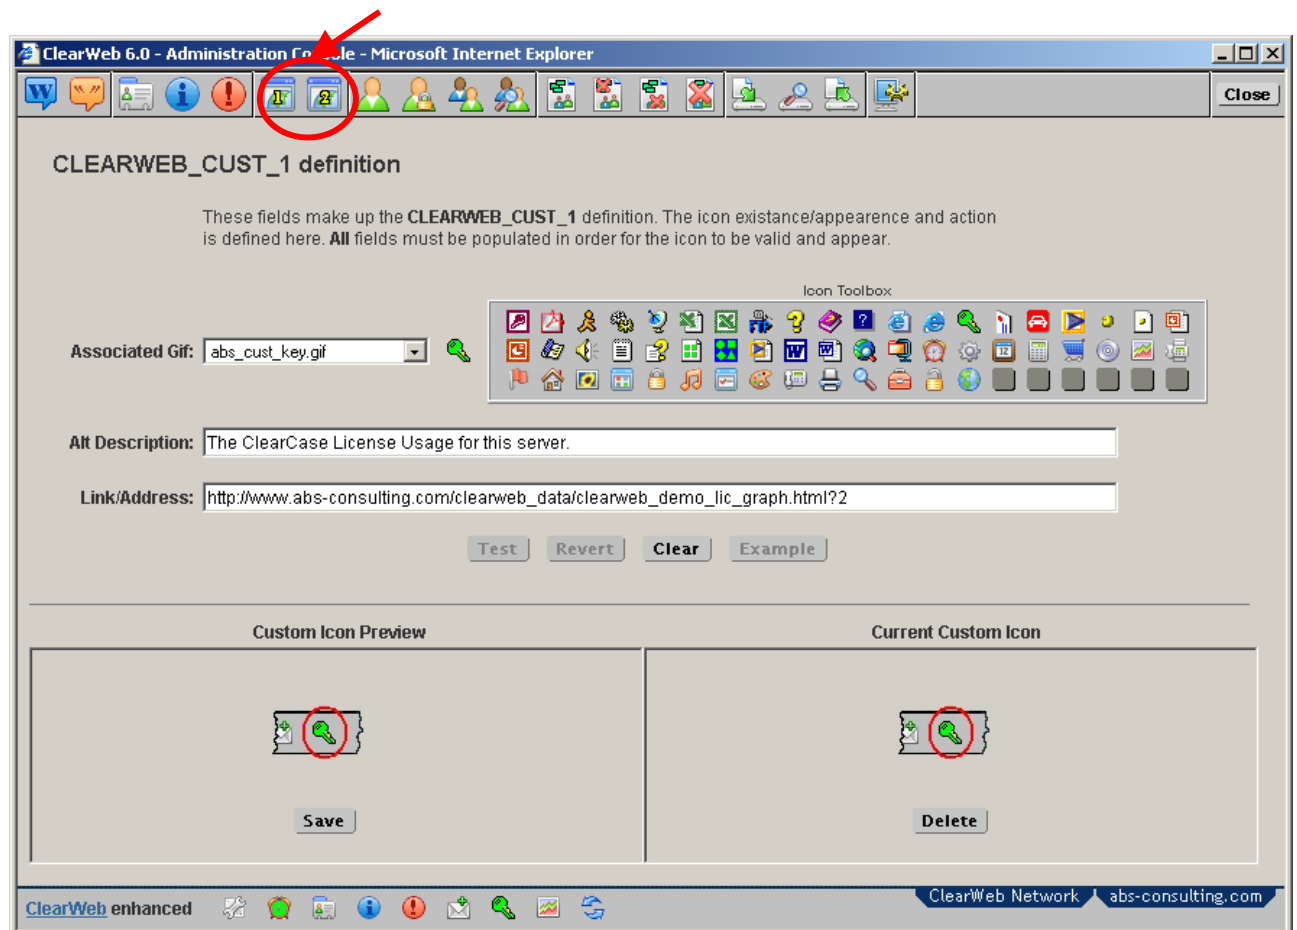 ClearWeb 6.0 - Administration Console - Microsoft Internet Explorer
W 1 2 Close
CLEARWEB_CUST_1 definition
These fields make up the CLEARWEB_CUST_1 definition. The icon existance/appearence and action
is defined here. All fields must be populated in order for the icon to be valid and appear.
Icon Toolbox
Associated Gif: abs_cust_key.gif
Alt Description: The ClearCase License Usage for this server.
Link/Address: http://www.abs-consulting.com/clearweb_data/clearweb_demo_lic_graph.html?2
Test Revert Clear Example
Custom Icon Preview Current Custom Icon
Save Delete
ClearWeb enhanced ClearWeb Network abs-consulting.com